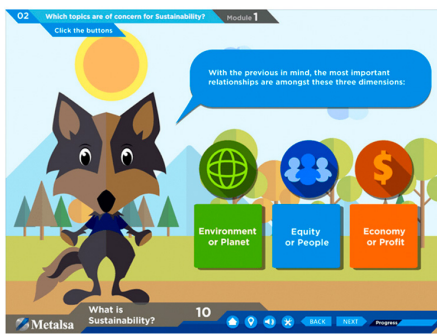 02 Which topics are of concern for Sustainability? Module 1
Click the buttons
With the previous in mind, the most important
relationships are amongst these three dimensions:
$
Environment
or Planet
Equity
or People
Economy
or Profit
Metalsa
What is
Sustainability?
10
BACK NEXT Progress